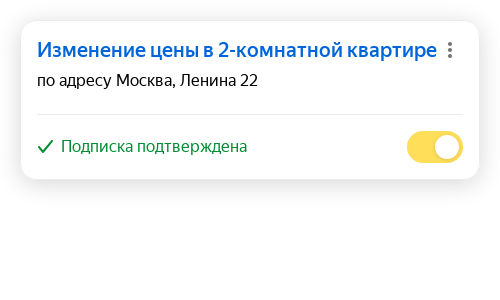 Изменение цены в 2-комнатной квартире
по адресу Москва, Ленина 22
Подписка подтверждена